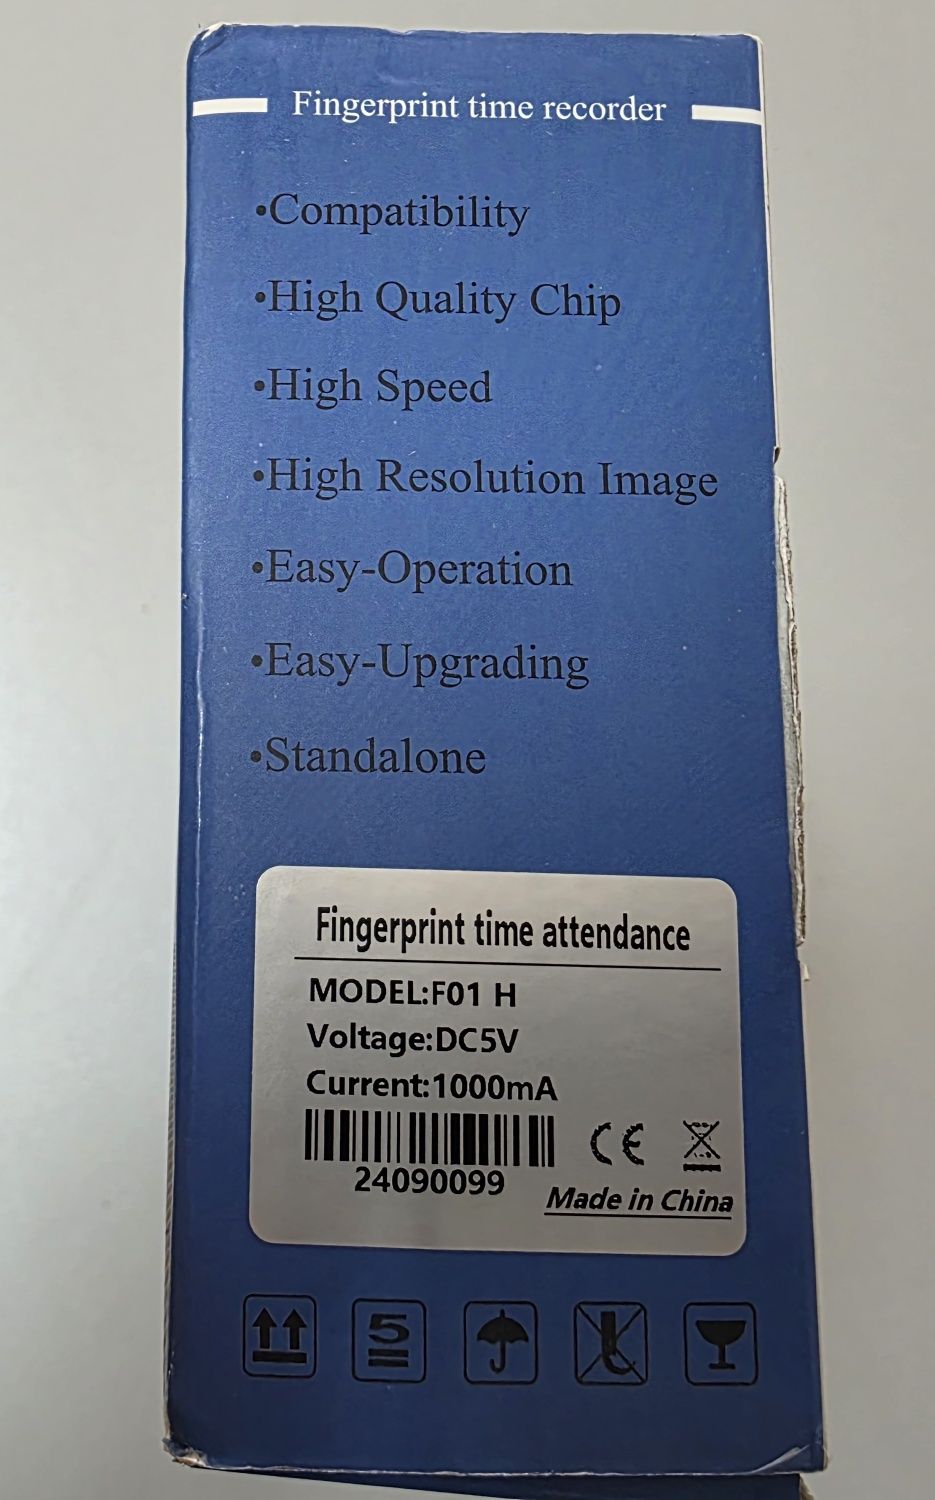 Fingerprint time recorder
•Compatibility
•High Quality Chip
•High Speed
•High Resolution Image
•Easy-Operation
•Easy-Upgrading
•Standalone
Fingerprint time attendance
MODEL:F01 H
Voltage:DC5V
Current:1000mA
24090099
CE
Made in China
5